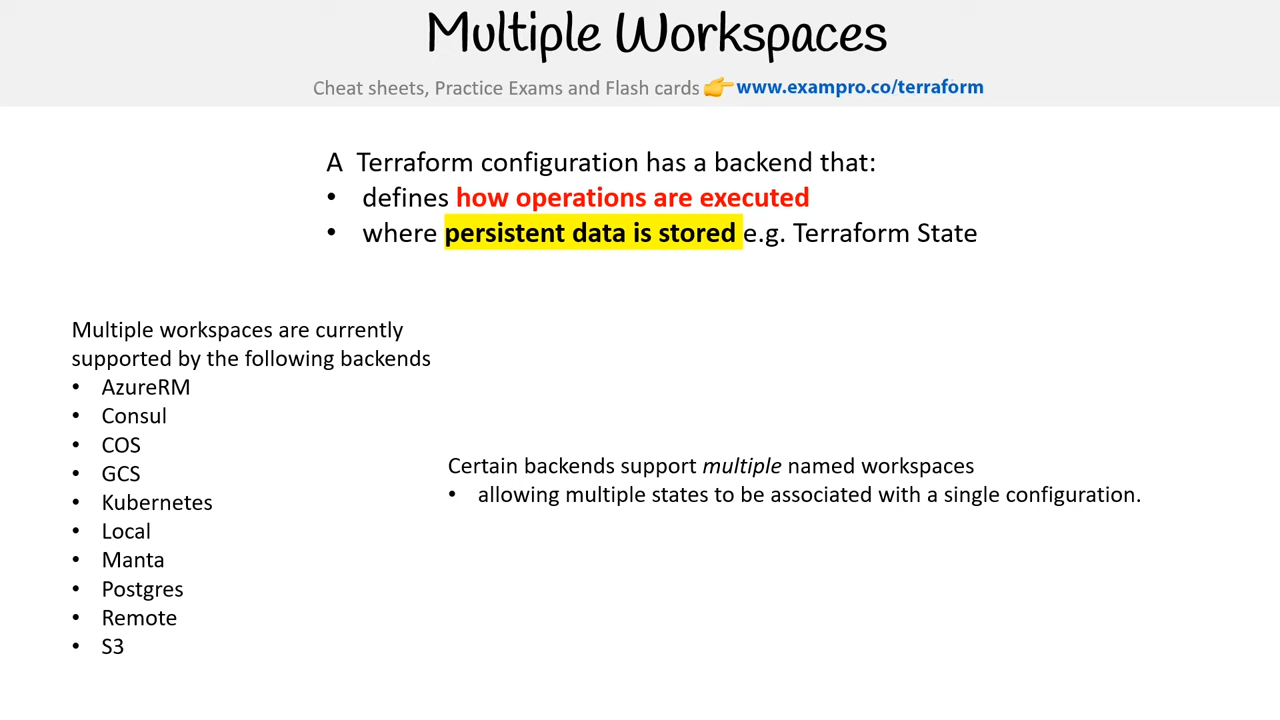 Multiple Workspaces
Cheat sheets, Practice Exams and Flash cards 👉 www.exampro.co/terraform
A Terraform configuration has a backend that:
• defines how operations are executed
• where persistent data is stored e.g. Terraform State
Multiple workspaces are currently
supported by the following backends
• AzureRM
• Consul
• COS
• GCS
• Kubernetes
• Local
• Manta
• Postgres
• Remote
• S3
Certain backends support multiple named workspaces
• allowing multiple states to be associated with a single configuration.